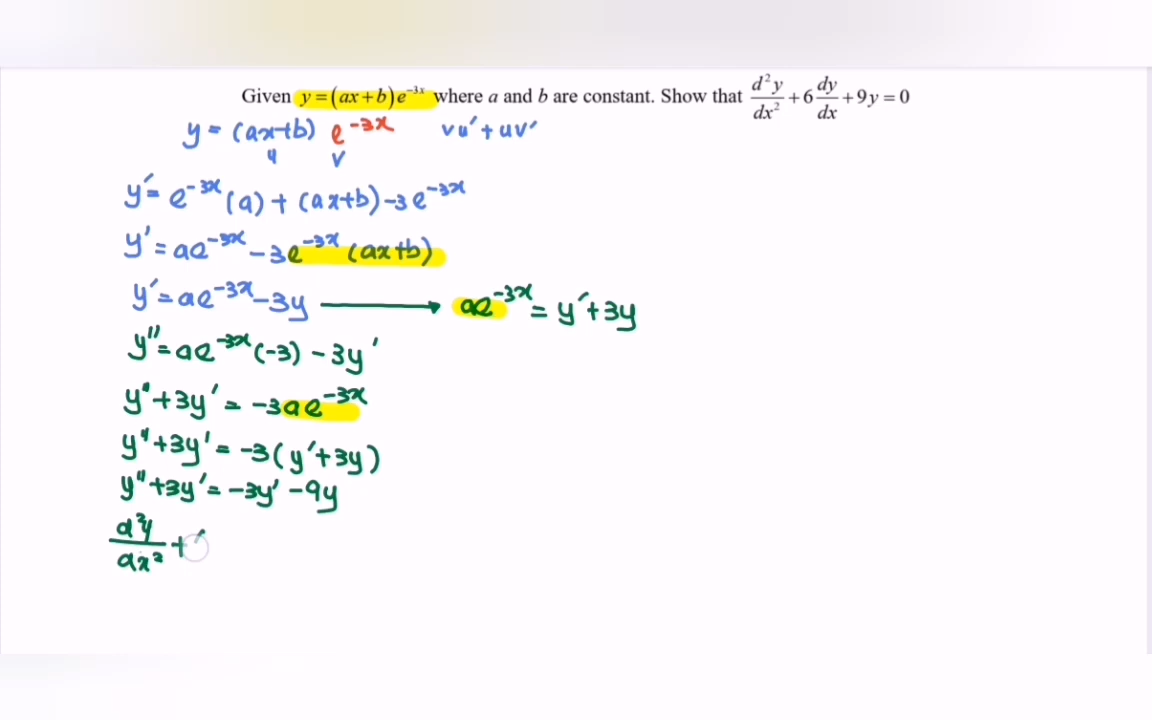 Given y = (ax + b)e⁻³ˣ where a and b are constant. Show that d²y/dx² + 6 dy/dx + 9y = 0
y = (ax+b) e⁻³ˣ vu' + uv'
u v
y' = e⁻³ˣ (a) + (ax+b) -3e⁻³ˣ
y' = ae⁻³ˣ - 3e⁻³ˣ (ax+b)
y' = ae⁻³ˣ - 3y → ae⁻³ˣ = y' + 3y
y'' = ae⁻³ˣ (-3) - 3y'
y'' + 3y' = -3ae⁻³ˣ
y'' + 3y' = -3(y' + 3y)
y'' + 3y' = -3y' - 9y
d²y/dx² +